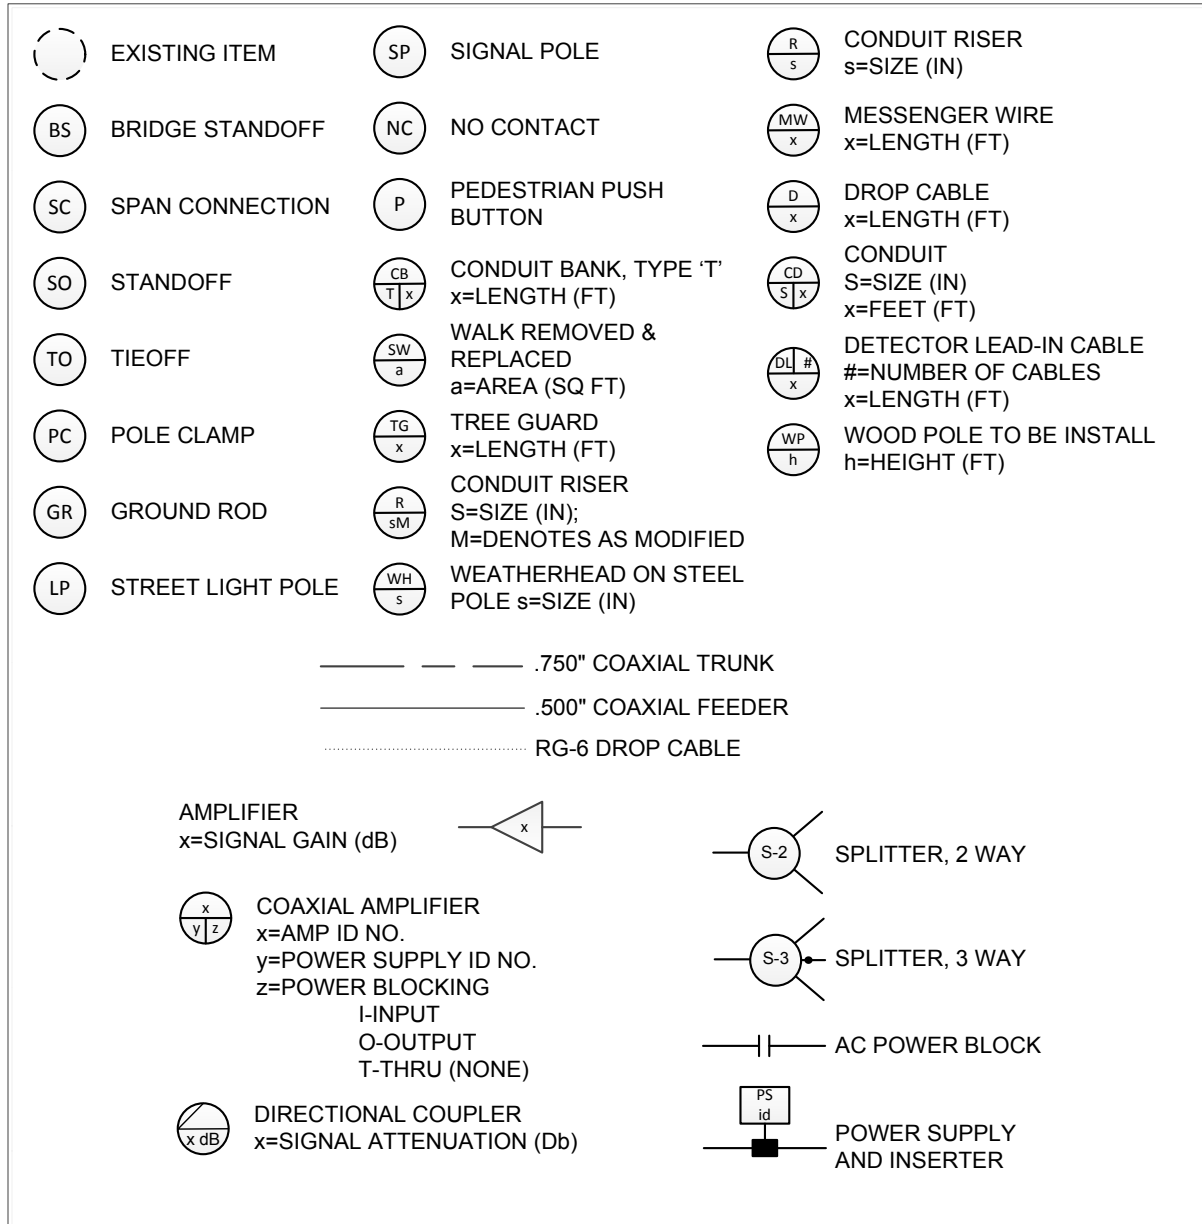 EXISTING ITEM
BS
BRIDGE STANDOFF
SC
SPAN CONNECTION
SO
STANDOFF
TO
TIEOFF
PC
POLE CLAMP
GR
GROUND ROD
LP
STREET LIGHT POLE
SP
SIGNAL POLE
NC
NO CONTACT
P
PEDESTRIAN PUSH
BUTTON
CB
T x
CONDUIT BANK, TYPE ‘T’
x=LENGTH (FT)
SW
a
WALK REMOVED &
REPLACED
a=AREA (SQ FT)
TG
x
TREE GUARD
x=LENGTH (FT)
R
sM
CONDUIT RISER
S=SIZE (IN);
M=DENOTES AS MODIFIED
WH
s
WEATHERHEAD ON STEEL
POLE s=SIZE (IN)
R
s
CONDUIT RISER
s=SIZE (IN)
MW
x
MESSENGER WIRE
x=LENGTH (FT)
D
x
DROP CABLE
x=LENGTH (FT)
CD
S x
CONDUIT
S=SIZE (IN)
x=FEET (FT)
DL #
x
DETECTOR LEAD-IN CABLE
#=NUMBER OF CABLES
x=LENGTH (FT)
WP
h
WOOD POLE TO BE INSTALL
h=HEIGHT (FT)
.750" COAXIAL TRUNK
.500" COAXIAL FEEDER
RG-6 DROP CABLE
AMPLIFIER
x=SIGNAL GAIN (dB)
x
x
y z
COAXIAL AMPLIFIER
x=AMP ID NO.
y=POWER SUPPLY ID NO.
z=POWER BLOCKING
I-INPUT
O-OUTPUT
T-THRU (NONE)
x dB
DIRECTIONAL COUPLER
x=SIGNAL ATTENUATION (Db)
S-2
SPLITTER, 2 WAY
S-3
SPLITTER, 3 WAY
AC POWER BLOCK
PS
id
POWER SUPPLY
AND INSERTER